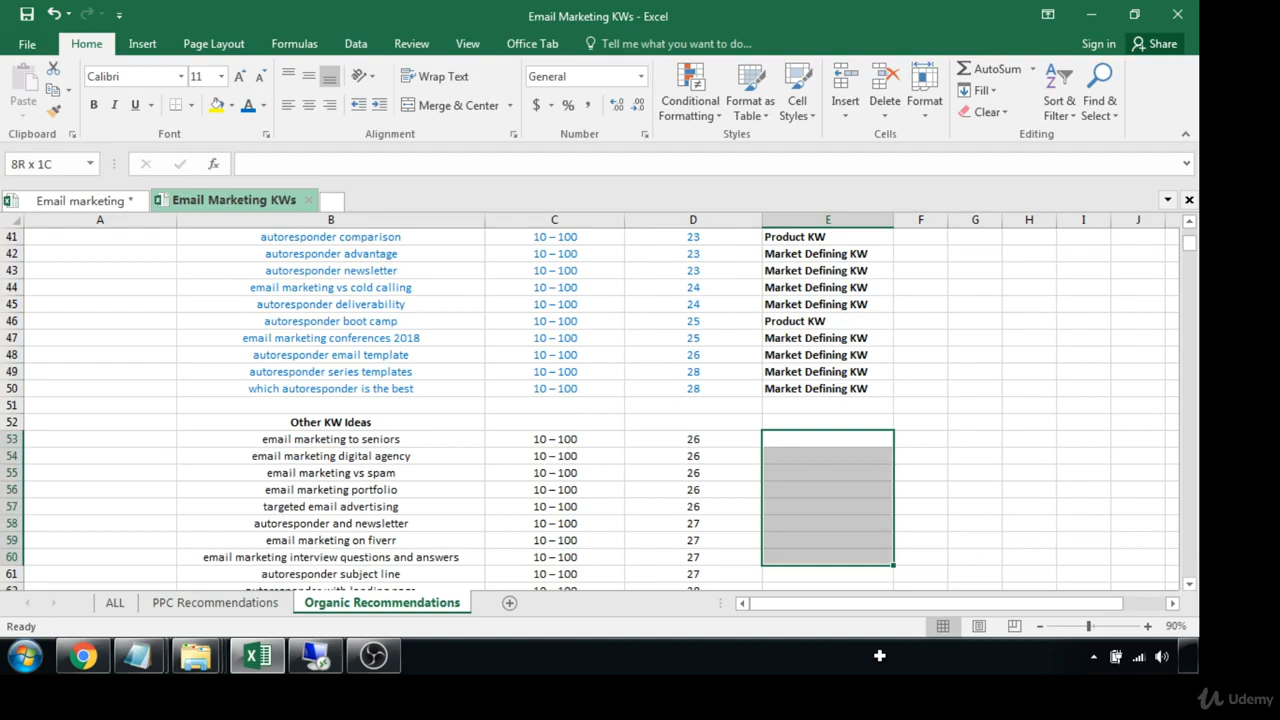 Email Marketing KWs - Excel
File Home Insert Page Layout Formulas Data Review View Office Tab Tell me what you want to do... Sign in Share
Calibri 11 Wrap Text General AutoSum
Paste Conditional Formatting Format as Table Cell Styles Insert Delete Format Fill Sort & Filter Find & Select
B I U A Merge & Center $ % , Clear
Clipboard Font Alignment Number Styles Cells Editing
8R x 1C fx
Email marketing * Email Marketing KWs
A B C D E F G H I J
41 autoresponder comparison 10 – 100 23 Product KW
42 autoresponder advantage 10 – 100 23 Market Defining KW
43 autoresponder newsletter 10 – 100 23 Market Defining KW
44 email marketing vs cold calling 10 – 100 24 Market Defining KW
45 autoresponder deliverability 10 – 100 24 Market Defining KW
46 autoresponder boot camp 10 – 100 25 Product KW
47 email marketing conferences 2018 10 – 100 25 Market Defining KW
48 autoresponder email template 10 – 100 26 Market Defining KW
49 autoresponder series templates 10 – 100 28 Market Defining KW
50 which autoresponder is the best 10 – 100 28 Market Defining KW
51
52 Other KW Ideas
53 email marketing to seniors 10 – 100 26
54 email marketing digital agency 10 – 100 26
55 email marketing vs spam 10 – 100 26
56 email marketing portfolio 10 – 100 26
57 targeted email advertising 10 – 100 26
58 autoresponder and newsletter 10 – 100 27
59 email marketing on fiverr 10 – 100 27
60 email marketing interview questions and answers 10 – 100 27
61 autoresponder subject line 10 – 100 27
ALL PPC Recommendations Organic Recommendations
Ready 90%
Udemy